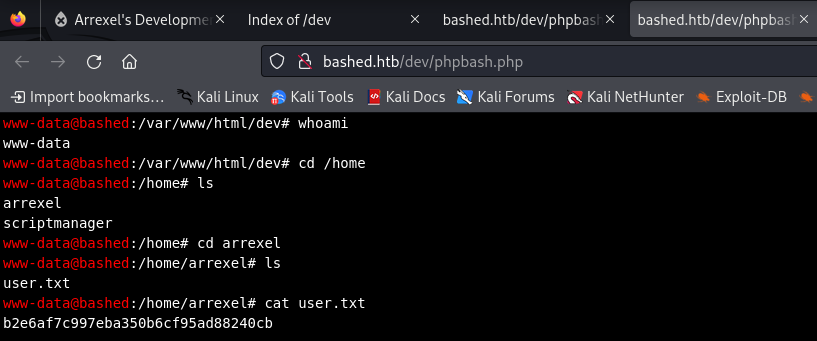 Arrexel's Developme
Index of /dev
bashed.htb/dev/phpbash
bashed.htb/dev/phpbash
bashed.htb/dev/phpbash.php
Import bookmarks...
Kali Linux
Kali Tools
Kali Docs
Kali Forums
Kali NetHunter
Exploit-DB
www-data@bashed:/var/www/html/dev# whoami
www-data
www-data@bashed:/var/www/html/dev# cd /home
www-data@bashed:/home# ls
arrexel
scriptmanager
www-data@bashed:/home# cd arrexel
www-data@bashed:/home/arrexel# ls
user.txt
www-data@bashed:/home/arrexel# cat user.txt
b2e6af7c997eba350b6cf95ad88240cb